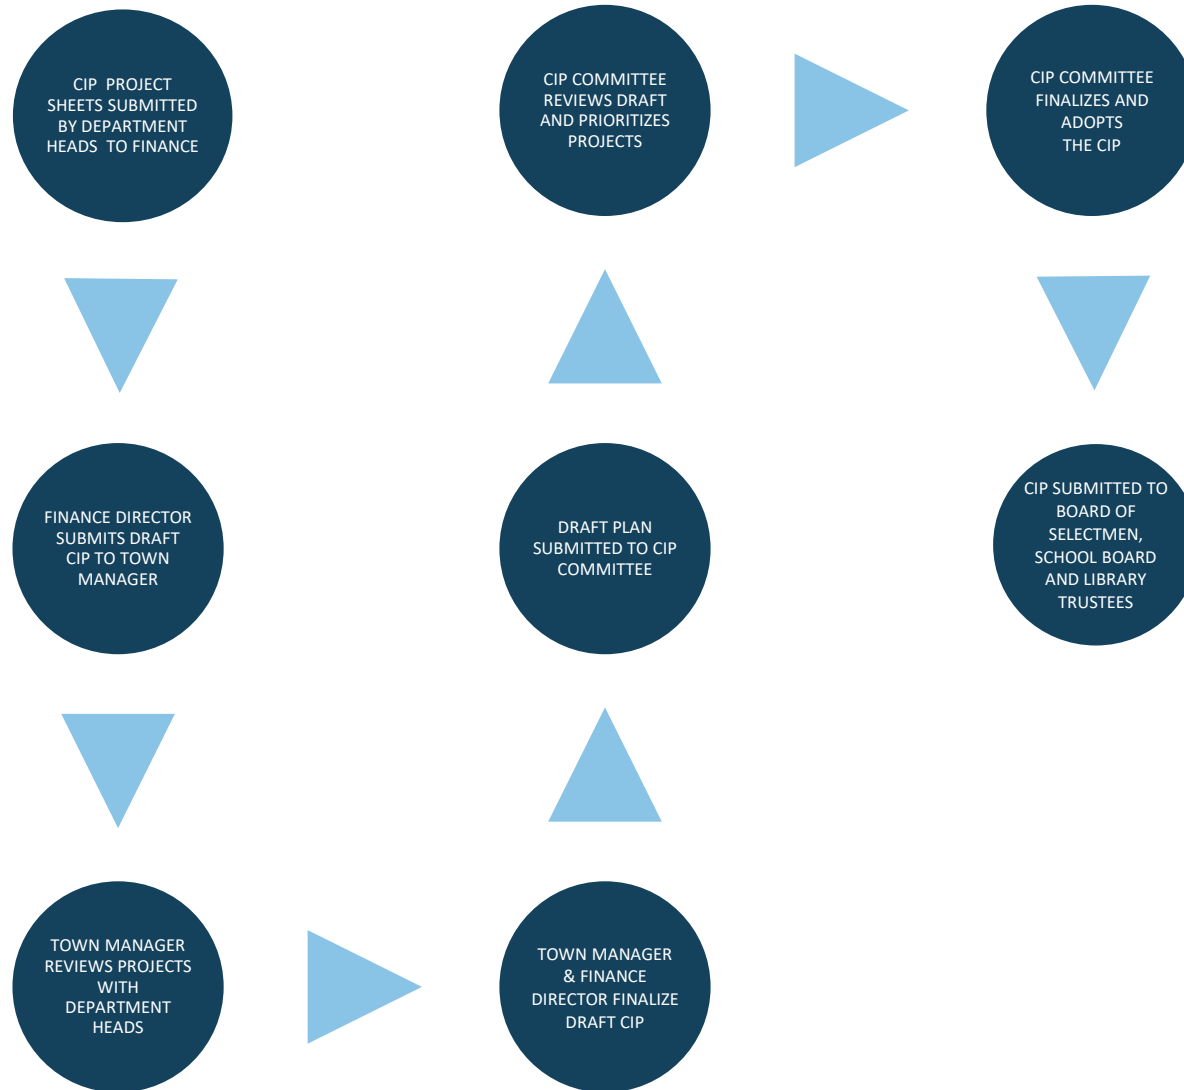 CIP PROJECT
SHEETS SUBMITTED
BY DEPARTMENT
HEADS TO FINANCE
FINANCE DIRECTOR
SUBMITS DRAFT
CIP TO TOWN
MANAGER
TOWN MANAGER
REVIEWS PROJECTS
WITH
DEPARTMENT
HEADS
TOWN MANAGER
& FINANCE
DIRECTOR FINALIZE
DRAFT CIP
DRAFT PLAN
SUBMITTED TO CIP
COMMITTEE
CIP COMMITTEE
REVIEWS DRAFT
AND PRIORITIZES
PROJECTS
CIP COMMITTEE
FINALIZES AND
ADOPTS
THE CIP
CIP SUBMITTED TO
BOARD OF
SELECTMEN,
SCHOOL BOARD
AND LIBRARY
TRUSTEES